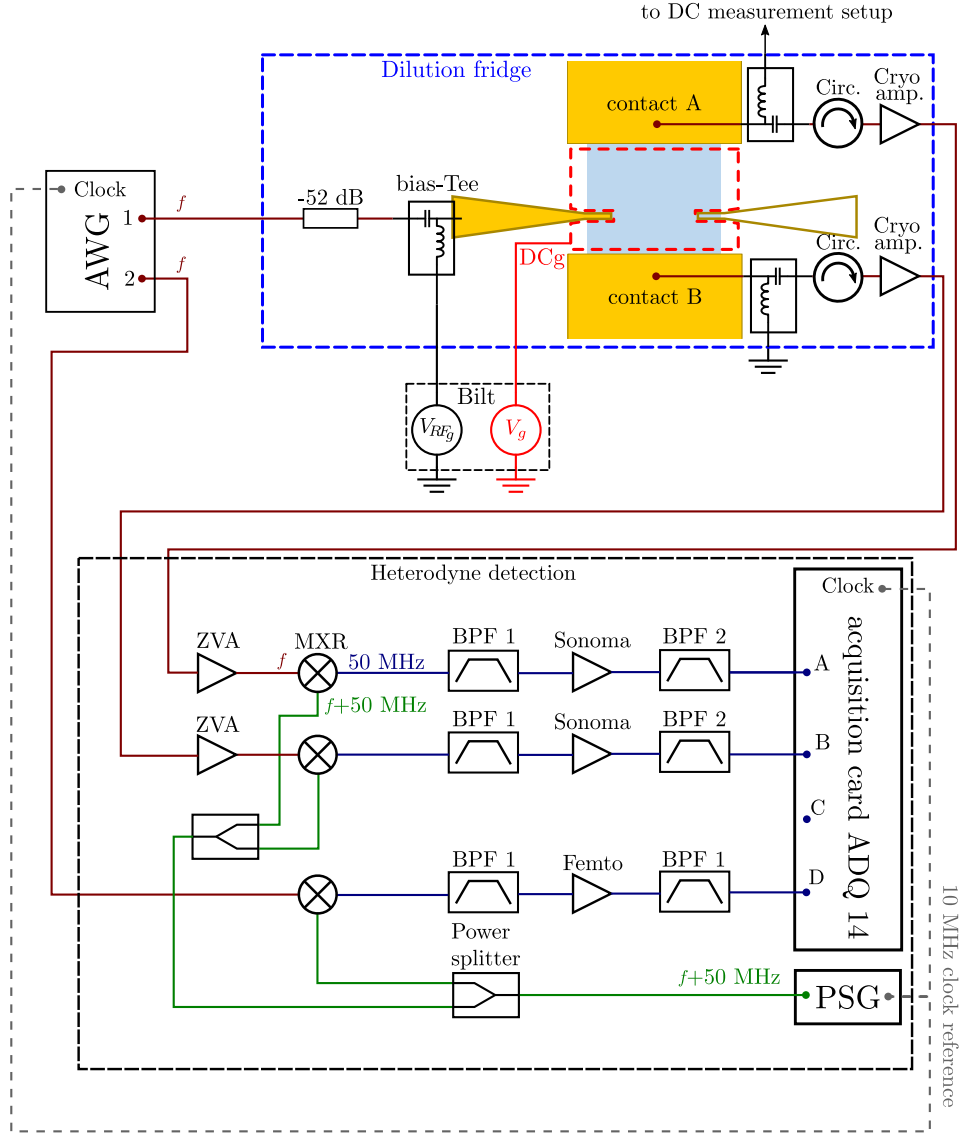 to DC measurement setup
Dilution fridge
contact A
Circ.
Cryo
amp.
Clock
AWG
1
2
f
f
-52 dB
bias-Tee
DCg
contact B
Circ.
Cryo
amp.
Bilt
VRFg
Vg
Heterodyne detection
Clock
acquisition card ADQ 14
ZVA
f
MXR
50 MHz
f+50 MHz
BPF 1
Sonoma
BPF 2
A
ZVA
BPF 1
Sonoma
BPF 2
B
C
BPF 1
Femto
BPF 1
D
Power
splitter
f+50 MHz
PSG
10 MHz clock reference